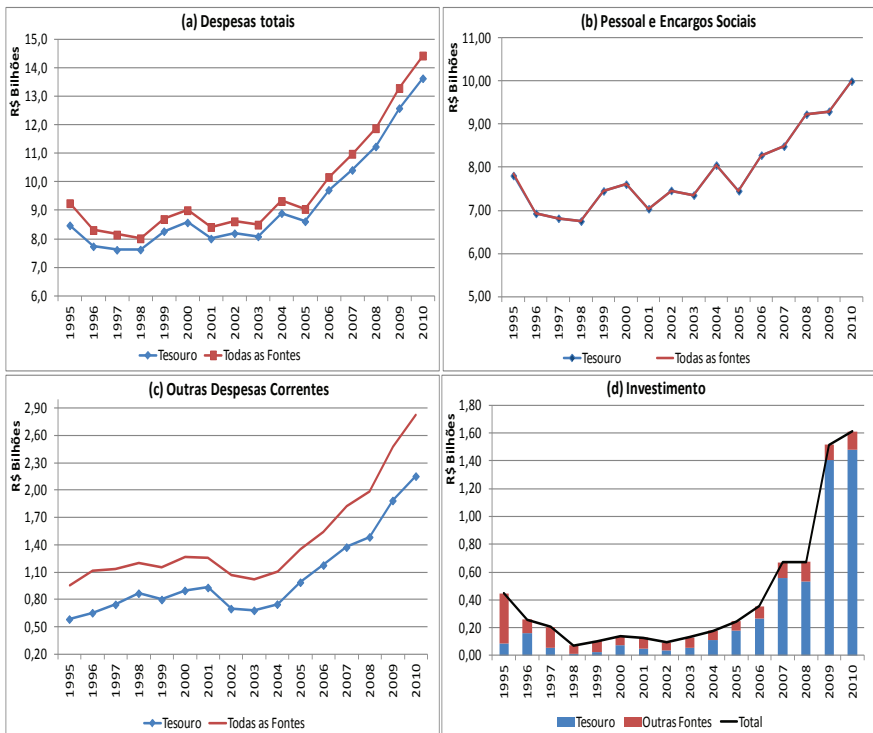 (a) Despesas totais
R$ Bilhões
15,0
14,0
13,0
12,0
11,0
10,0
9,0
8,0
7,0
6,0
1995 1996 1997 1998 1999 2000 2001 2002 2003 2004 2005 2006 2007 2008 2009 2010
Tesouro Todas as Fontes
(b) Pessoal e Encargos Sociais
R$ Bilhões
11,00
10,00
9,00
8,00
7,00
6,00
5,00
1995 1996 1997 1998 1999 2000 2001 2002 2003 2004 2005 2006 2007 2008 2009 2010
Tesouro Todas as fontes
(c) Outras Despesas Correntes
R$ Bilhões
2,90
2,60
2,30
2,00
1,70
1,40
1,10
0,80
0,50
0,20
1995 1996 1997 1998 1999 2000 2001 2002 2003 2004 2005 2006 2007 2008 2009 2010
Tesouro Todas as Fontes
(d) Investimento
R$ Bilhões
1,80
1,60
1,40
1,20
1,00
0,80
0,60
0,40
0,20
0,00
1995 1996 1997 1998 1999 2000 2001 2002 2003 2004 2005 2006 2007 2008 2009 2010
Tesouro Outras Fontes Total